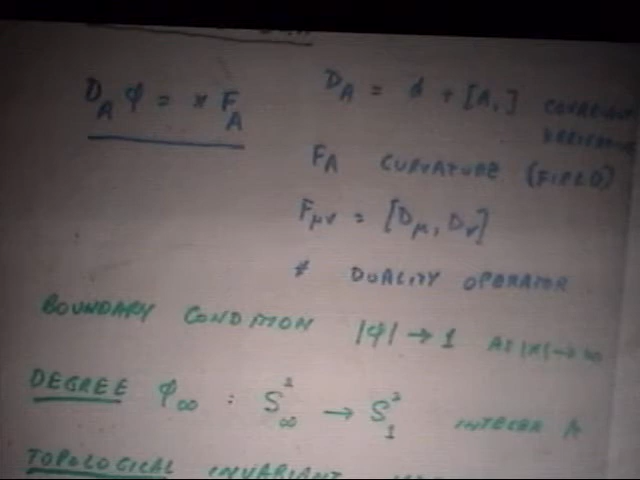 D_A φ = * F_A
D_A = d + [A, ] COVARIANT
DERIVATIVE
F_A CURVATURE (FIELD)
F_μν = [D_μ, D_ν]
* DUALITY OPERATOR
BOUNDARY CONDITION |φ| → 1 AS |x| → ∞
DEGREE φ_∞ : S²_∞ → S²_1 INTEGER
TOPOLOGICAL INVARIANT